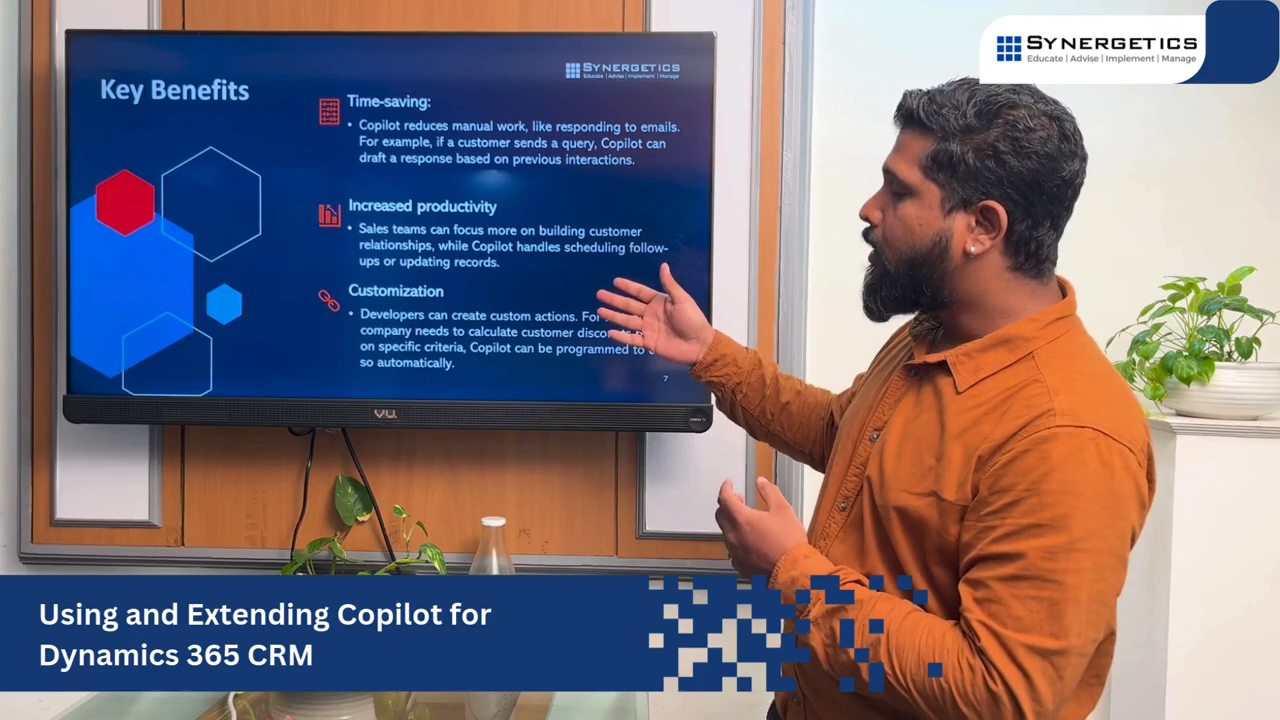 SYNERGETICS
Educate | Advise | Implement | Manage
SYNERGETICS
Educate | Advise | Implement | Manage
Key Benefits
Time-saving:
• Copilot reduces manual work, like responding to emails.
For example, if a customer sends a query, Copilot can
draft a response based on previous interactions.
Increased productivity
• Sales teams can focus more on building customer
relationships, while Copilot handles scheduling follow-
ups or updating records.
Customization
• Developers can create custom actions. For
company needs to calculate customer
on specific criteria, Copilot can be programmed to
so automatically.
7
VU
Using and Extending Copilot for
Dynamics 365 CRM